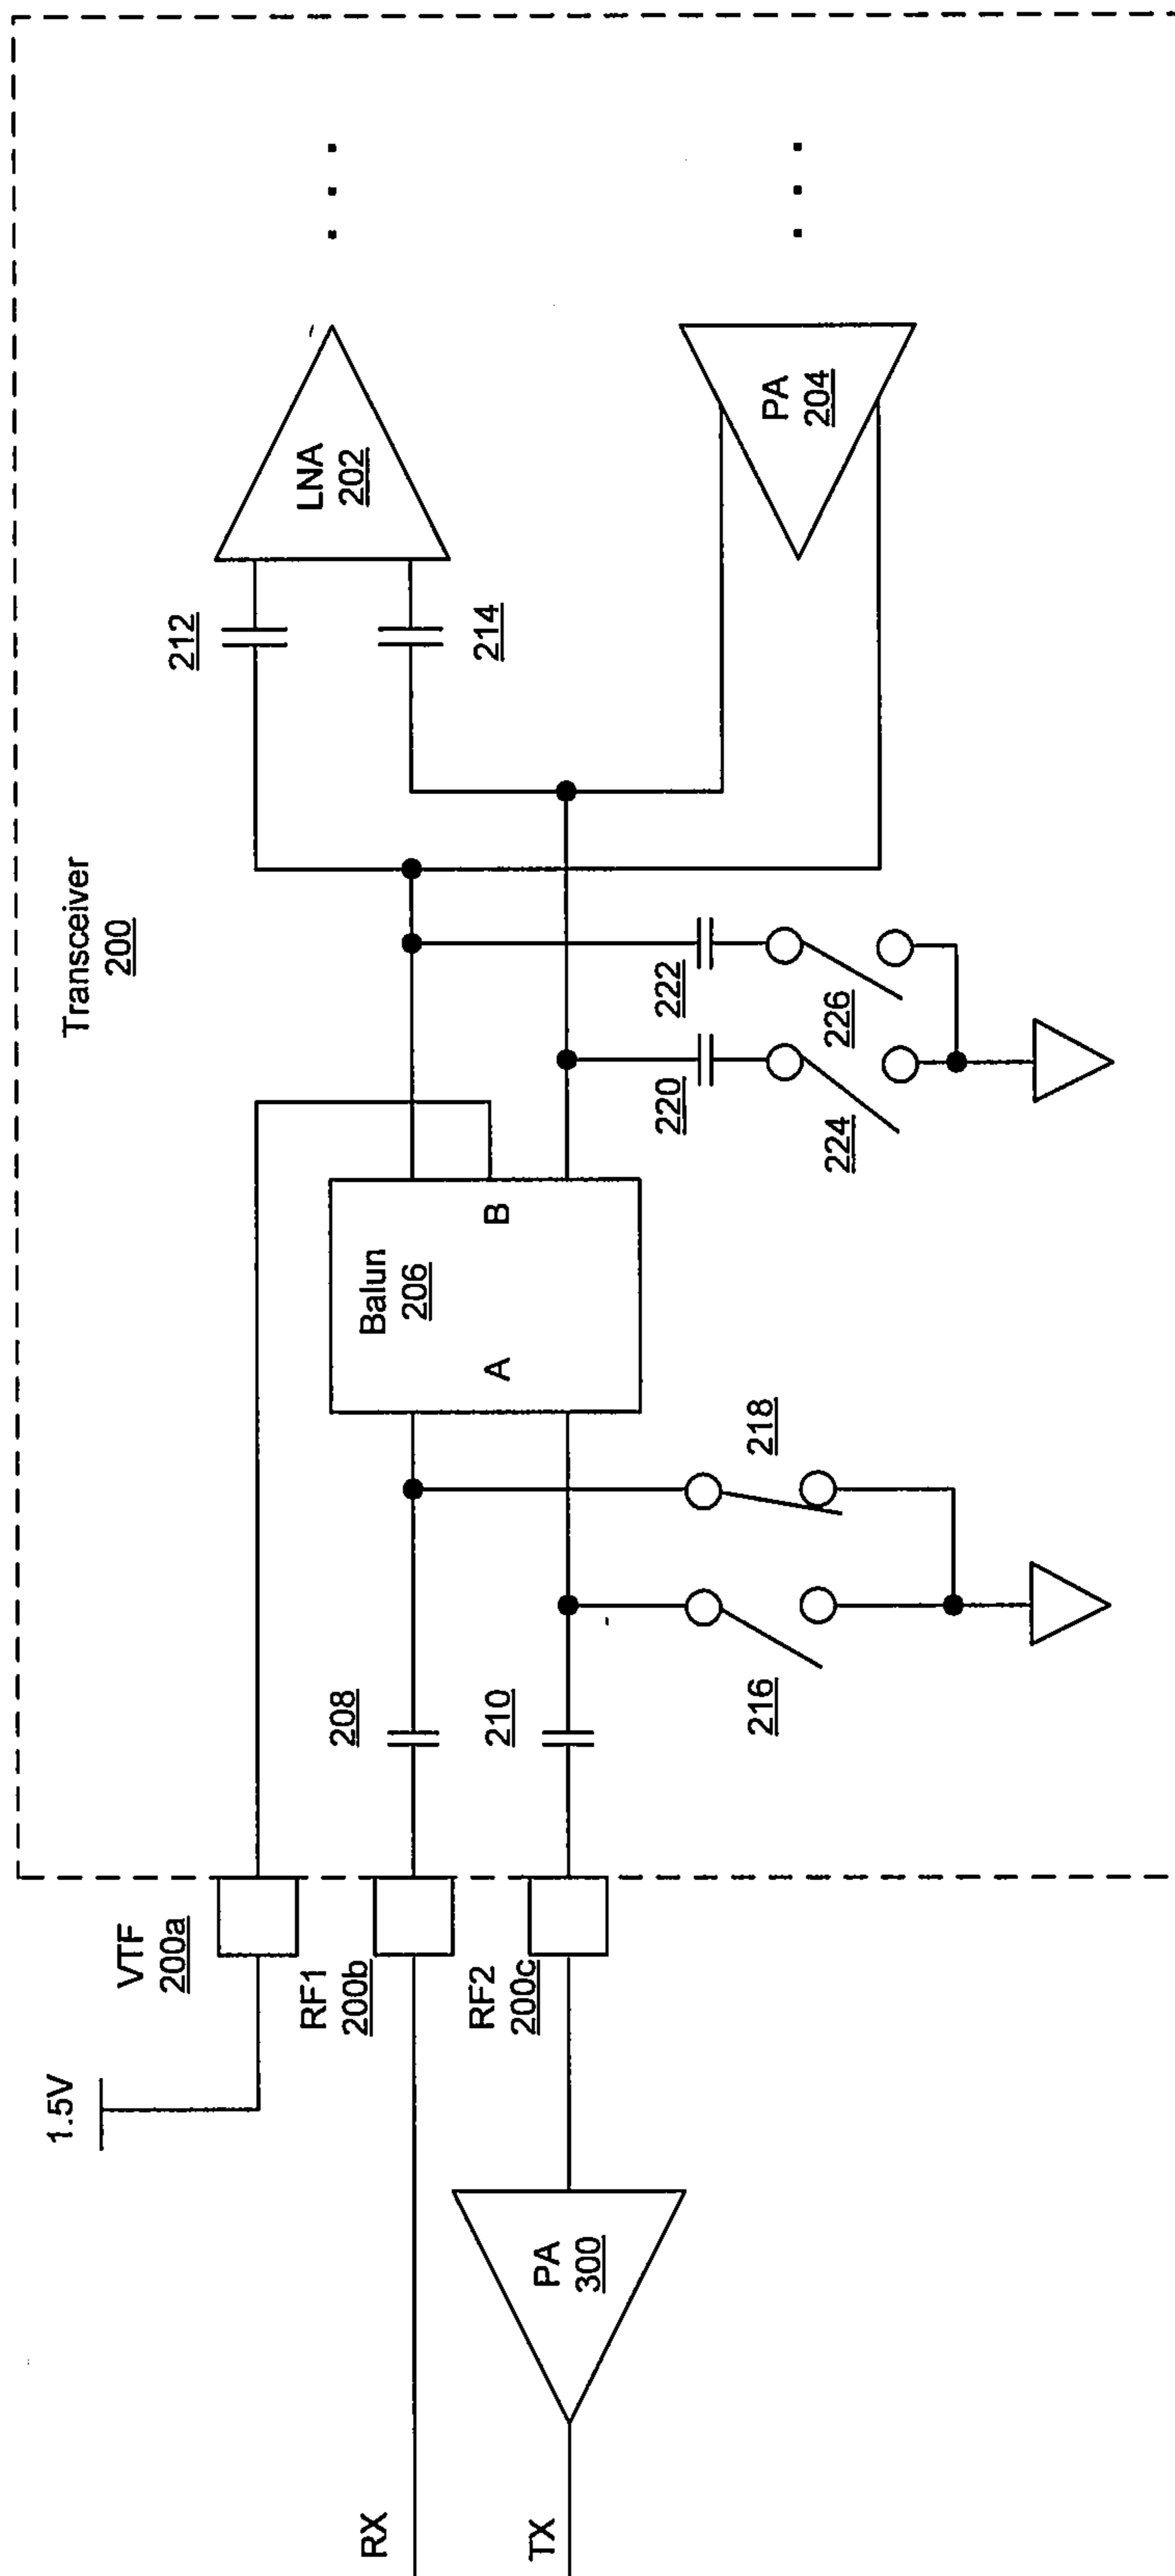 Transceiver
200
LNA
202
PA
204
212
214
Balun
206
A
B
222
220
226
224
218
216
208
210
VTF
200a
RF1
200b
RF2
200c
1.5V
PA
300
RX
TX